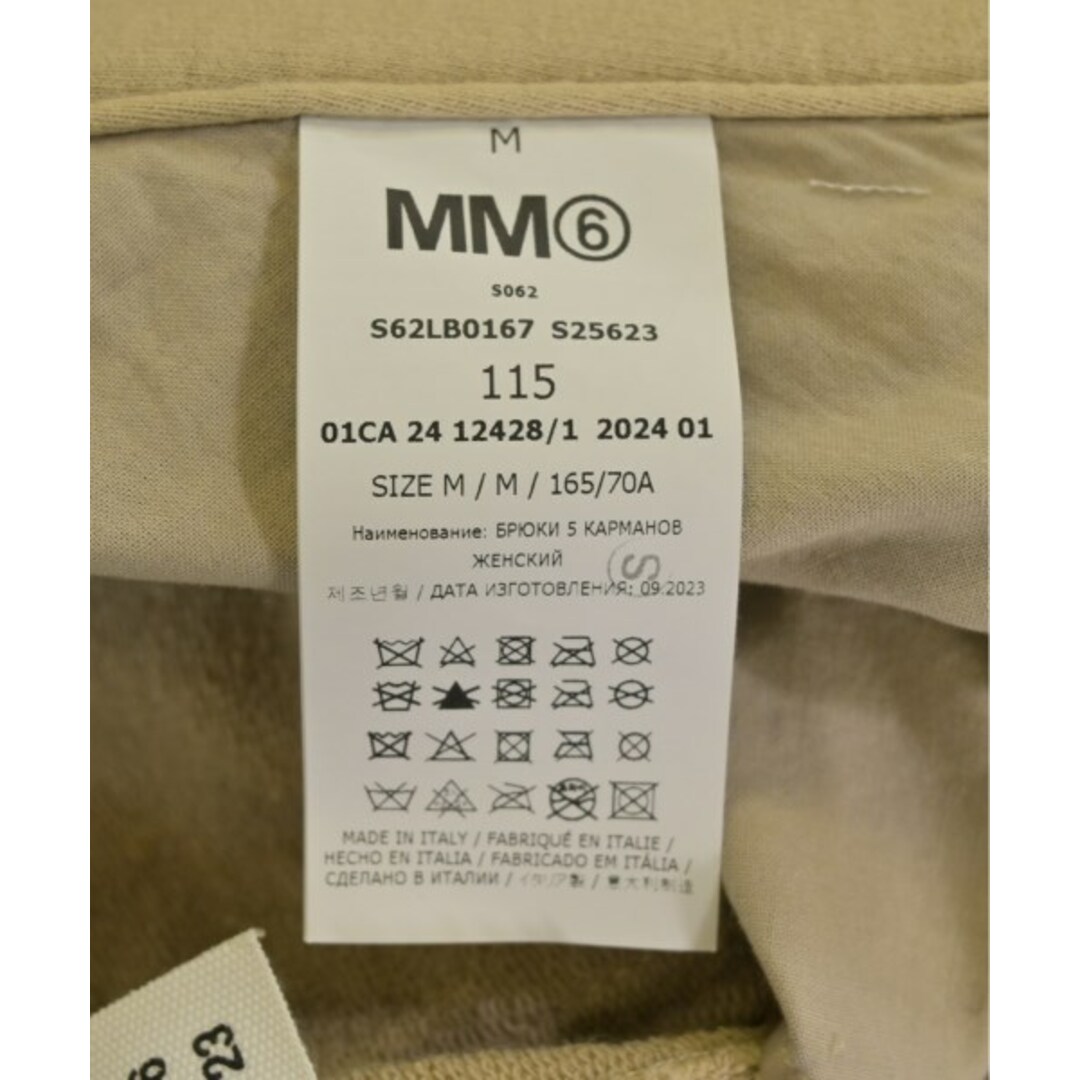 M
MM⑥
S062
S62LB0167 S25623
115
01CA 24 12428/1 2024 01
SIZE M / M / 165/70A
Наименование: БРЮКИ 5 КАРМАНОВ
ЖЕНСКИЙ
S
제조년월 / ДАТА ИЗГОТОВЛЕНИЯ: 09.2023
MADE IN ITALY / FABRIQUÉ EN ITALIE /
HECHO EN ITALIA / FABRICADO EM ITÁLIA /
СДЕЛАНО В ИТАЛИИ / イタリア製 / 意大利制造
6
23